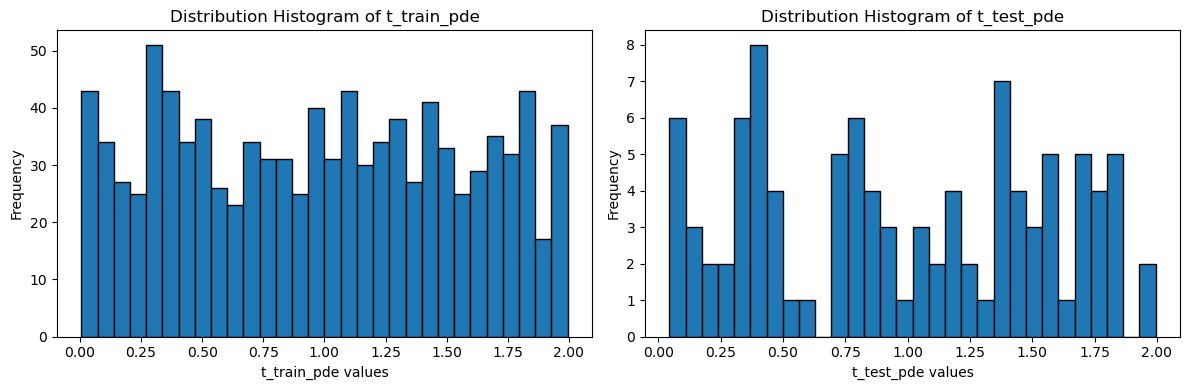 Distribution Histogram of t_train_pde
Frequency
50
40
30
20
10
0
0.00 0.25 0.50 0.75 1.00 1.25 1.50 1.75 2.00
t_train_pde values
Distribution Histogram of t_test_pde
Frequency
8
7
6
5
4
3
2
1
0
0.00 0.25 0.50 0.75 1.00 1.25 1.50 1.75 2.00
t_test_pde values